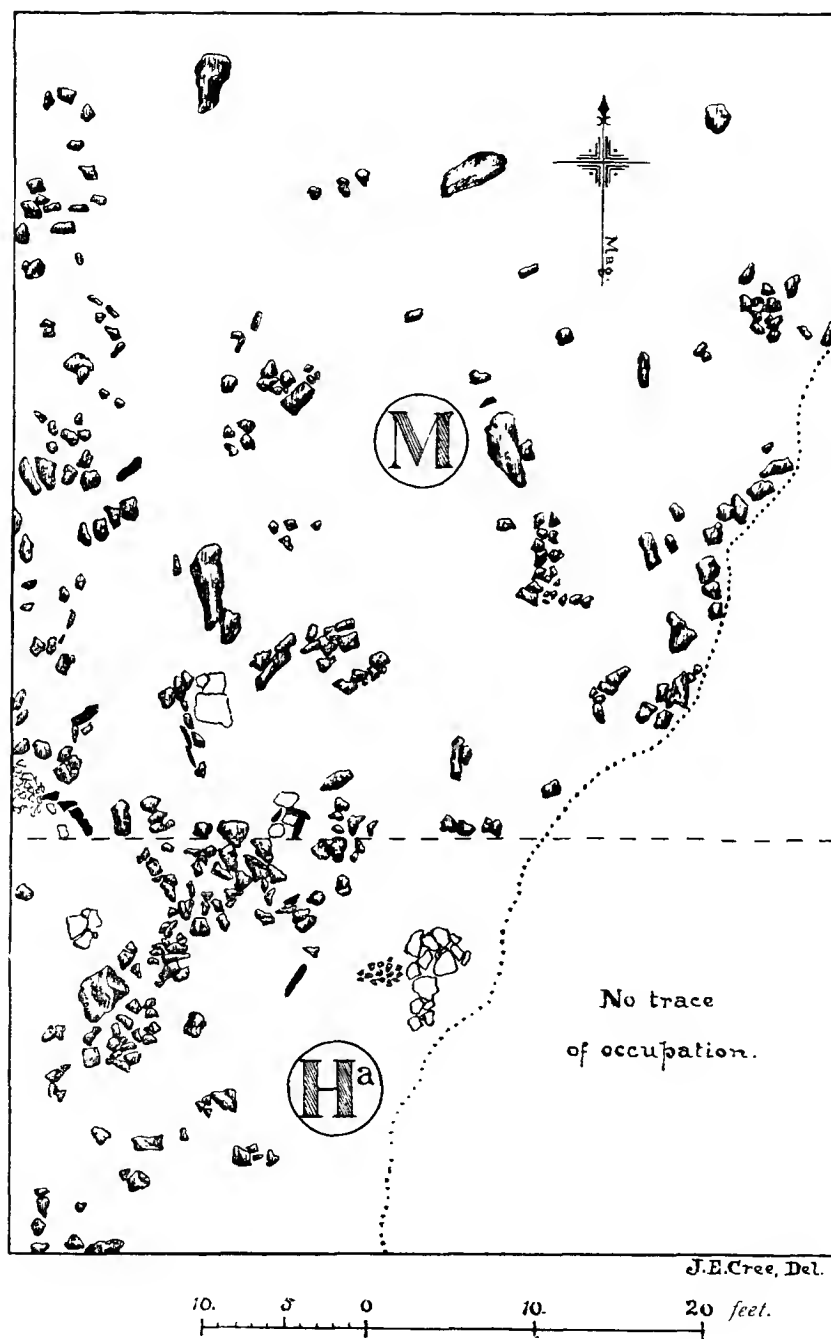 Mag.
M
No trace
of occupation.
Ha
J.E.Cree, Del.
10. 5 0 10. 20 feet.